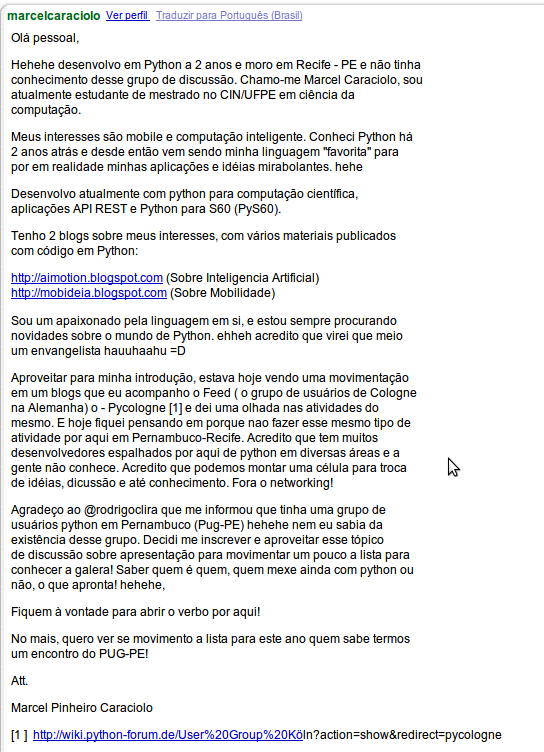 marcelcaraciolo Ver perfil Traduzir para Português (Brasil)
Olá pessoal,
Hehehe desenvolvo em Python a 2 anos e moro em Recife - PE e não tinha
conhecimento desse grupo de discussão. Chamo-me Marcel Caraciolo, sou
atualmente estudante de mestrado no CIN/UFPE em ciência da
computação.
Meus interesses são mobile e computação inteligente. Conheci Python há
2 anos atrás e desde então vem sendo minha linguagem "favorita" para
por em realidade minhas aplicações e idéias mirabolantes. hehe
Desenvolvo atualmente com python para computação científica,
aplicações API REST e Python para S60 (PyS60).
Tenho 2 blogs sobre meus interesses, com vários materiais publicados
com código em Python:
http://aimotion.blogspot.com (Sobre Inteligencia Artificial)
http://mobideia.blogspot.com (Sobre Mobilidade)
Sou um apaixonado pela linguagem em si, e estou sempre procurando
novidades sobre o mundo de Python. ehheh acredito que virei que meio
um envangelista hauuhaahu =D
Aproveitar para minha introdução, estava hoje vendo uma movimentação
em um blogs que eu acompanho o Feed ( o grupo de usuários de Cologne
na Alemanha) o - Pycologne [1] e dei uma olhada nas atividades do
mesmo. E hoje fiquei pensando em porque nao fazer esse mesmo tipo de
atividade por aqui em Pernambuco-Recife. Acredito que tem muitos
desenvolvedores espalhados por aqui de python em diversas áreas e a
gente não conhece. Acredito que podemos montar uma célula para troca
de idéias, dicussão e até conhecimento. Fora o networking!
Agradeço ao @rodrigoclira que me informou que tinha uma grupo de
usuários python em Pernambuco (Pug-PE) hehehe nem eu sabia da
existência desse grupo. Decidi me inscrever e aproveitar esse tópico
de discussão sobre apresentação para movimentar um pouco a lista para
conhecer a galera! Saber quem é quem, quem mexe ainda com python ou
não, o que apronta! hehehe,
Fiquem à vontade para abrir o verbo por aqui!
No mais, quero ver se movimento a lista para este ano quem sabe termos
um encontro do PUG-PE!
Att.
Marcel Pinheiro Caraciolo
[1 ] http://wiki.python-forum.de/User%20Group%20Köln?action=show&redirect=pycologne